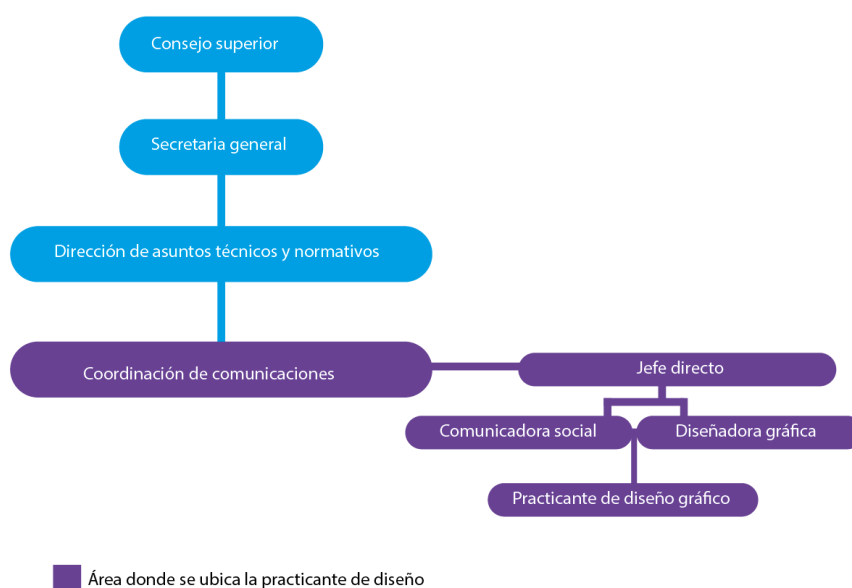 Consejo superior
Secretaria general
Dirección de asuntos técnicos y normativos
Coordinación de comunicaciones
Jefe directo
Comunicadora social
Diseñadora gráfica
Practicante de diseño gráfico
Área donde se ubica la practicante de diseño